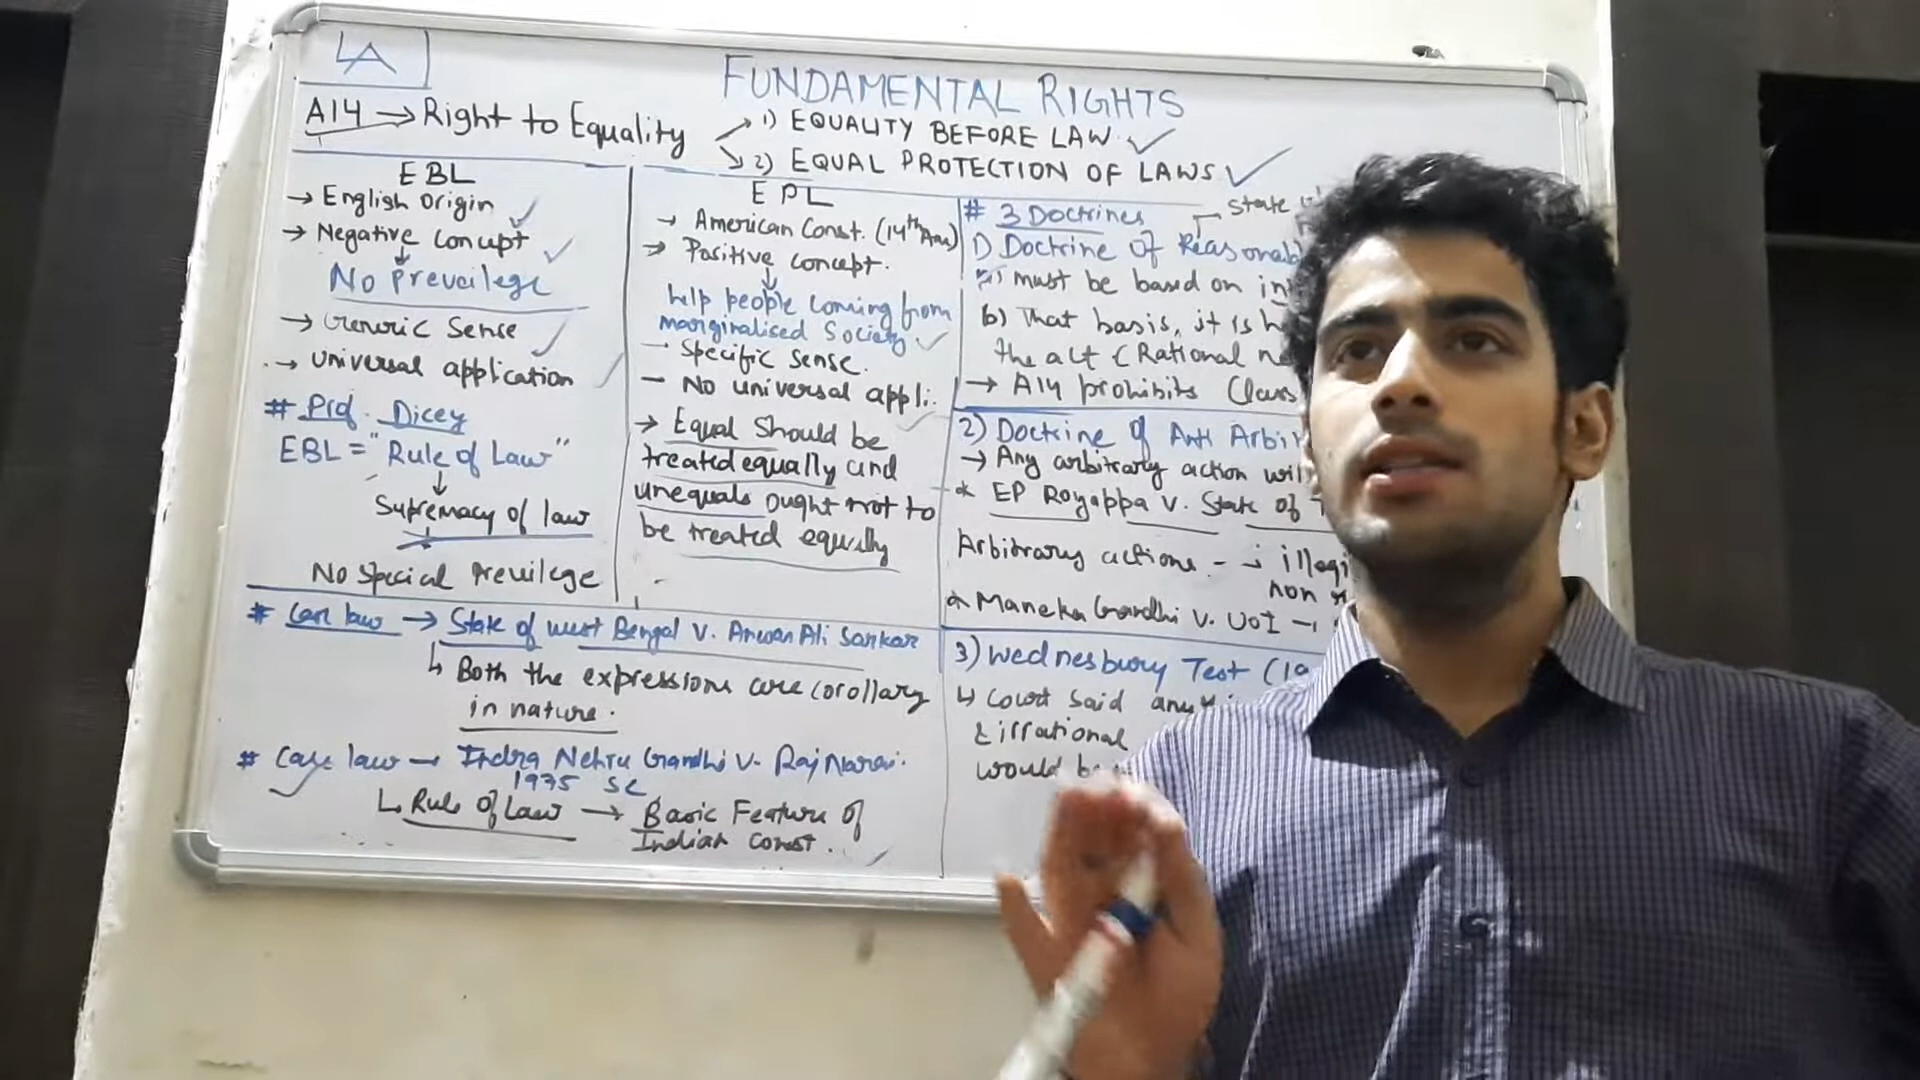 LA
FUNDAMENTAL RIGHTS
A14 → Right to Equality
1) EQUALITY BEFORE LAW
2) EQUAL PROTECTION OF LAWS
EBL
→ English Origin
→ Negative Concept
No Prevailege
→ Generic Sense
→ Universal application
# Prof. Dicey
EBL = "Rule of Law"
Supremacy of law
No Special Previlege
EPL
→ American Const. (14th Am)
→ Positive concept.
help people coming from
marginalised Society
- Specific Sense.
- No universal appli.
→ Equal Should be
treated equally and
unequals ought not to
be treated equally
# Case law → State of West Bengal V. Anwar Ali Sarkar
↳ Both the expressions are corollary
in nature.
# Case law → Indra Nehru Gandhi V. Raj Narai.
1975 SC
↳ Rule of Law → Basic Feature of
Indian Const.
# 3 Doctrines
State
1) Doctrine of Reasonab
a) must be based on in
b) That basis, it is h
the act (Rational ne
→ A14 prohibits Class
2) Doctrine of Anti Arbi
→ Any arbitrary action wil
* EP Royappa V. State of T
Arbitrary actions - → illegi
non
* Maneka Gandhi V. UOI →
3) Wednesbury Test (19
↳ Court said any
& irrational
would be